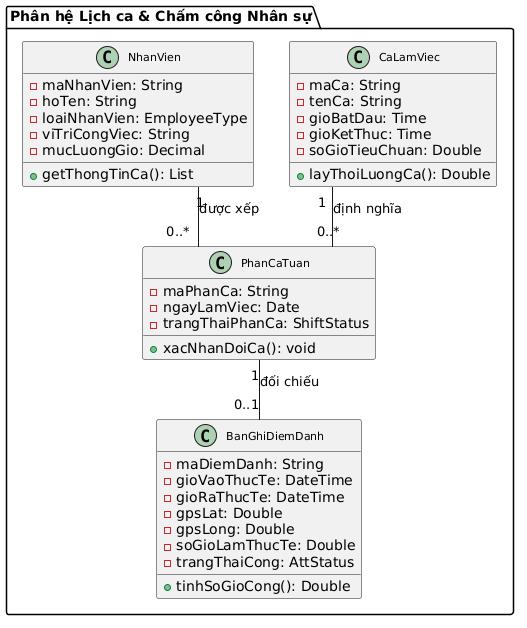 Phân hệ Lịch ca & Chấm công Nhân sự
C NhanVien
maNhanVien: String
hoTen: String
loaiNhanVien: EmployeeType
viTriCongViec: String
mucLuongGio: Decimal
getThongTinCa(): List
C CaLamViec
maCa: String
tenCa: String
gioBatDau: Time
gioKetThuc: Time
soGioTieuChuan: Double
layThoiLuongCa(): Double
1 được xếp
0..*
1 định nghĩa
0..*
C PhanCaTuan
maPhanCa: String
ngayLamViec: Date
trangThaiPhanCa: ShiftStatus
xacNhanDoiCa(): void
1 đối chiếu
0..1
C BanGhiDiemDanh
maDiemDanh: String
gioVaoThucTe: DateTime
gioRaThucTe: DateTime
gpsLat: Double
gpsLong: Double
soGioLamThucTe: Double
trangThaiCong: AttStatus
tinhSoGioCong(): Double